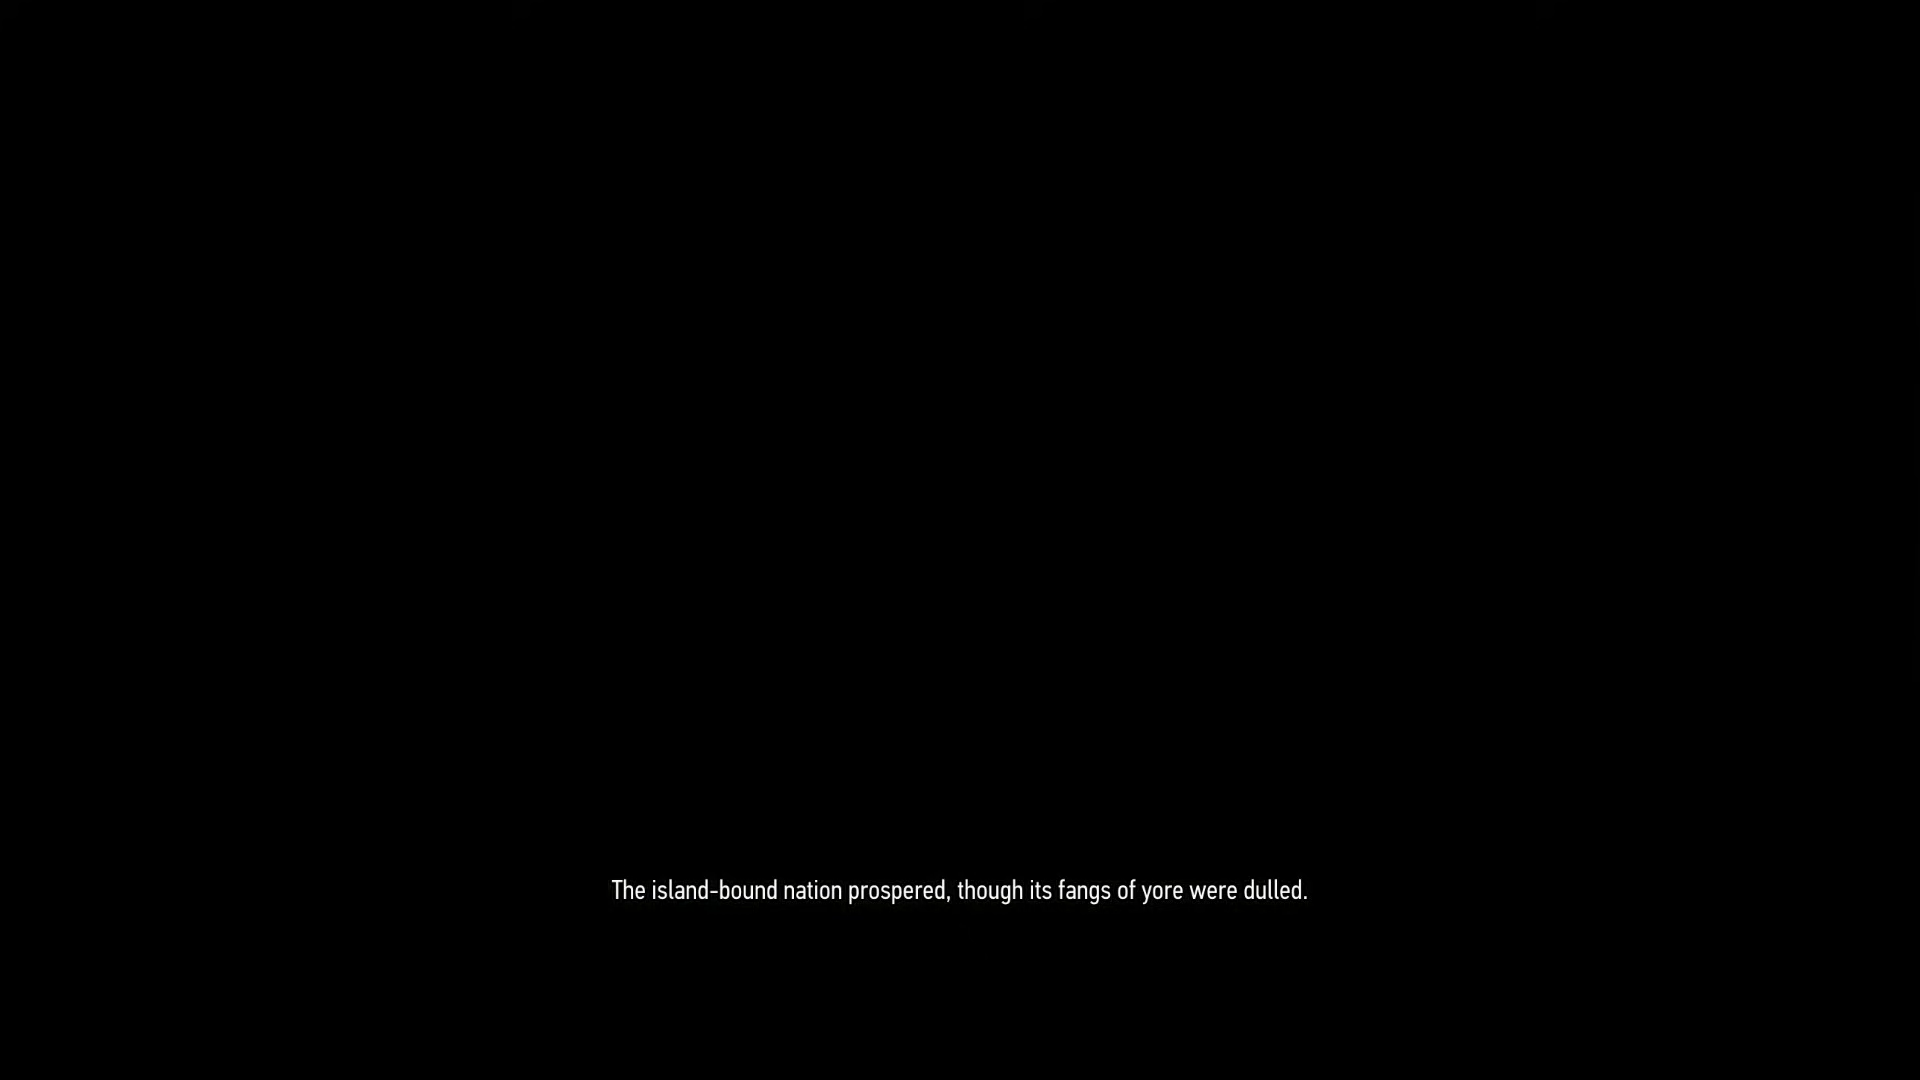 The island-bound nation prospered, though its fangs of yore were dulled.